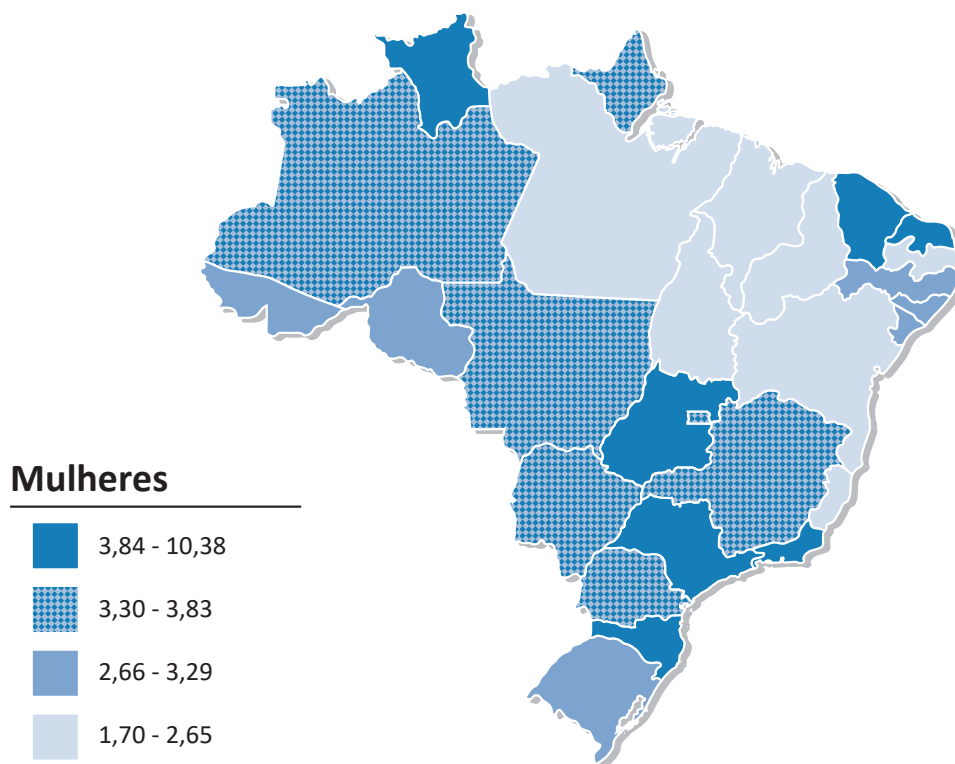 Mulheres
3,84 - 10,38
3,30 - 3,83
2,66 - 3,29
1,70 - 2,65